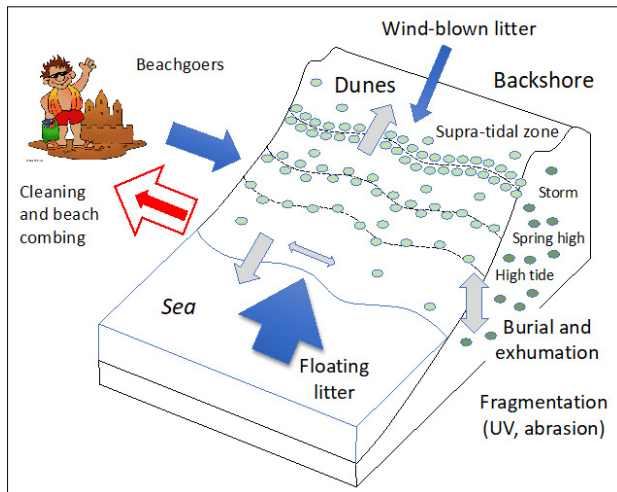 Wind-blown litter
Beachgoers
Dunes
Backshore
Supra-tidal zone
Cleaning
and beach
combing
Storm
Spring high
High tide
Sea
Burial and
exhumation
Floating
litter
Fragmentation
(UV, abrasion)